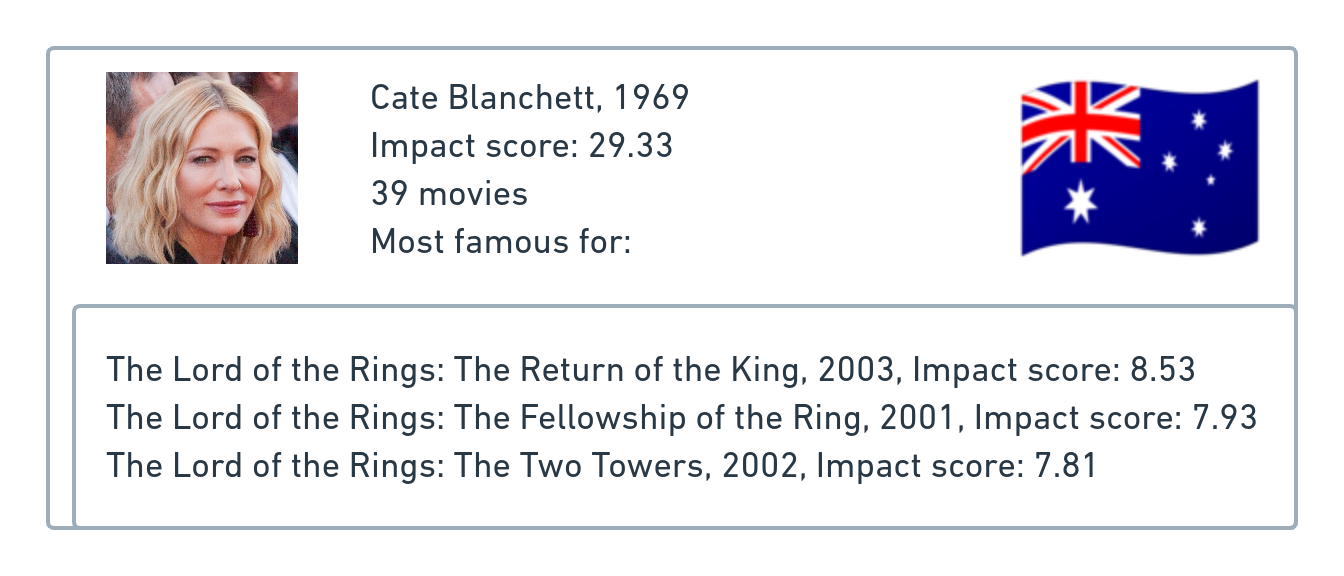 Cate Blanchett, 1969
Impact score: 29.33
39 movies
Most famous for:
The Lord of the Rings: The Return of the King, 2003, Impact score: 8.53
The Lord of the Rings: The Fellowship of the Ring, 2001, Impact score: 7.93
The Lord of the Rings: The Two Towers, 2002, Impact score: 7.81